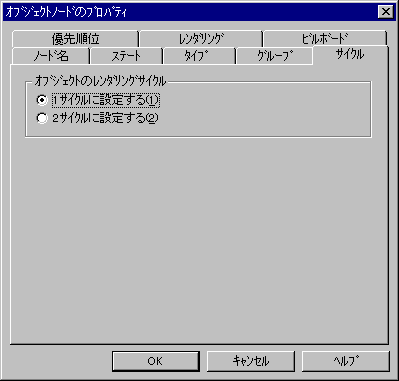 ｵﾌﾞｼﾞｪｸﾄﾉｰﾄﾞのﾌﾟﾛﾊﾟﾃｨ
優先順位 ﾚﾝﾀﾞﾘﾝｸﾞ ﾋﾞﾙﾎﾞｰﾄﾞ
ﾉｰﾄﾞ名 ｽﾃｰﾄ ﾀｲﾌﾟ ｸﾞﾙｰﾌﾟ ｻｲｸﾙ
ｵﾌﾞｼﾞｪｸﾄのﾚﾝﾀﾞﾘﾝｸﾞｻｲｸﾙ
1ｻｲｸﾙに設定する(1)
2ｻｲｸﾙに設定する(2)
OK ｷｬﾝｾﾙ ﾍﾙﾌﾟ